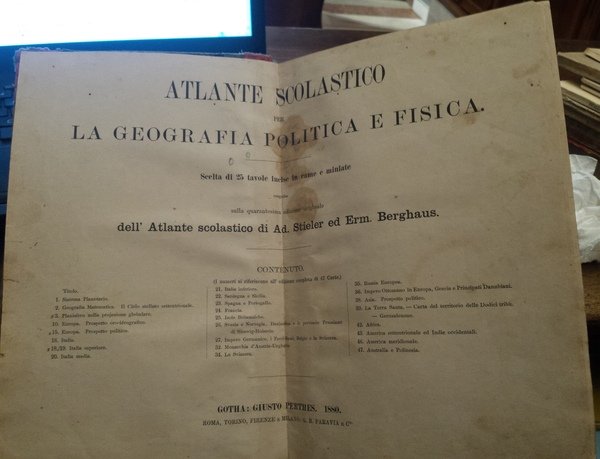 ATLANTE SCOLASTICO
PER
LA GEOGRAFIA POLITICA E FISICA.
Scelta di 25 tavole incise in rame e miniate
eseguite
sulla quarantesima edizione originale
dell' Atlante scolastico di Ad. Stieler ed Erm. Berghaus.
CONTENUTO.
(I numeri si riferiscono all' edizione completa di 42 Carte.)
Titolo.
1. Sistema Planetario.
2. Geografia Matematica. Il Cielo stellato settentrionale.
3. Planisfero nella projezione globulare.
10. Europa. Prospetto oro-idrografico.
15. Europa. Prospetto politico.
18. Italia.
18/19. Italia superiore.
20. Italia media.
21. Italia inferiore.
22. Sardegna e Sicilia.
23. Spagna e Portogallo.
24. Francia
25. Isole Britanniche.
26. Svezia e Norvegia, Danimarca e le province Prussiane
di Sleswig-Holstein.
27. Impero Germanico, i Paesi Bassi, Belgio e la Svizzera.
32. Monarchia d'Austria-Ungheria.
34. La Svizzera.
35. Russia Europea.
36. Impero Ottomano in Europa, Grecia e Principati Danubiani.
38. Asia. Prospetto politico.
39. La Terra Santa. — Carta del territorio delle Dodici tribù.
— Gerusalemme.
42. Africa.
43. America settentrionale ed Indie occidentali.
46. America meridionale.
47. Australia e Polinesia.
GOTHA: GIUSTO PERTHES. 1880.
ROMA, TORINO, FIRENZE e MILANO: G. B. PARAVIA & C.